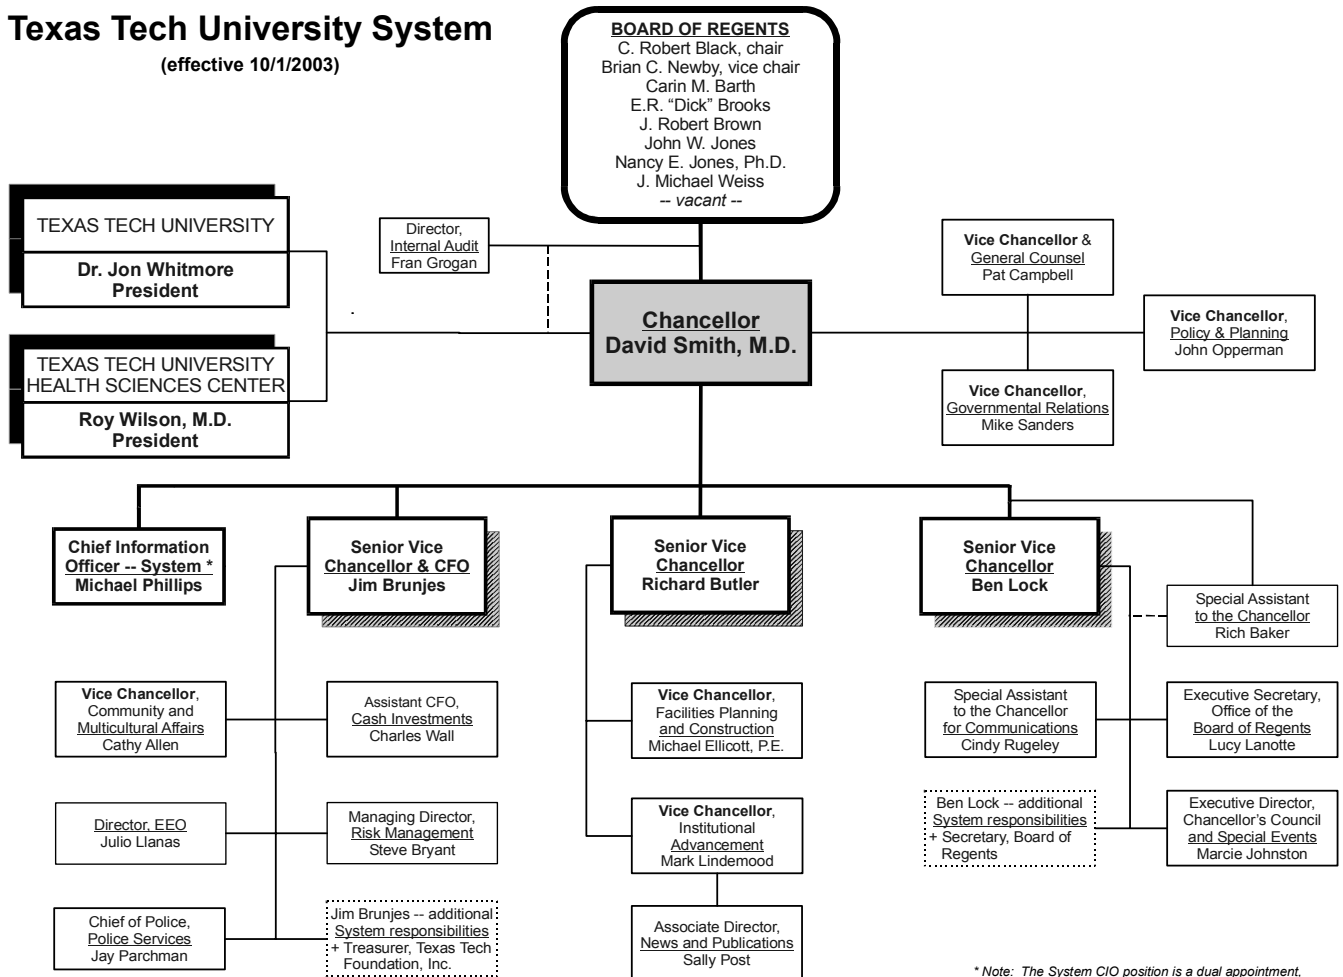 Texas Tech University System
(effective 10/1/2003)
BOARD OF REGENTS
C. Robert Black, chair
Brian C. Newby, vice chair
Carin M. Barth
E.R. “Dick” Brooks
J. Robert Brown
John W. Jones
Nancy E. Jones, Ph.D.
J. Michael Weiss
-- vacant --
TEXAS TECH UNIVERSITY
Dr. Jon Whitmore
President
TEXAS TECH UNIVERSITY
HEALTH SCIENCES CENTER
Roy Wilson, M.D.
President
Director,
Internal Audit
Fran Grogan
Chancellor
David Smith, M.D.
Vice Chancellor &
General Counsel
Pat Campbell
Vice Chancellor,
Policy & Planning
John Opperman
Vice Chancellor,
Governmental Relations
Mike Sanders
Chief Information
Officer -- System *
Michael Phillips
Senior Vice
Chancellor & CFO
Jim Brunjes
Senior Vice
Chancellor
Richard Butler
Senior Vice
Chancellor
Ben Lock
Special Assistant
to the Chancellor
Rich Baker
Vice Chancellor,
Community and
Multicultural Affairs
Cathy Allen
Assistant CFO,
Cash Investments
Charles Wall
Vice Chancellor,
Facilities Planning
and Construction
Michael Ellicott, P.E.
Special Assistant
to the Chancellor
for Communications
Cindy Rugeley
Executive Secretary,
Office of the
Board of Regents
Lucy Lanotte
Director, EEO
Julio Llanas
Managing Director,
Risk Management
Steve Bryant
Vice Chancellor,
Institutional
Advancement
Mark Lindemood
Ben Lock -- additional
System responsibilities
+ Secretary, Board of
Regents
Executive Director,
Chancellor’s Council
and Special Events
Marcie Johnston
Chief of Police,
Police Services
Jay Parchman
Jim Brunjes -- additional
System responsibilities
+ Treasurer, Texas Tech
Foundation, Inc.
Associate Director,
News and Publications
Sally Post
* Note: The System CIO position is a dual appointment,